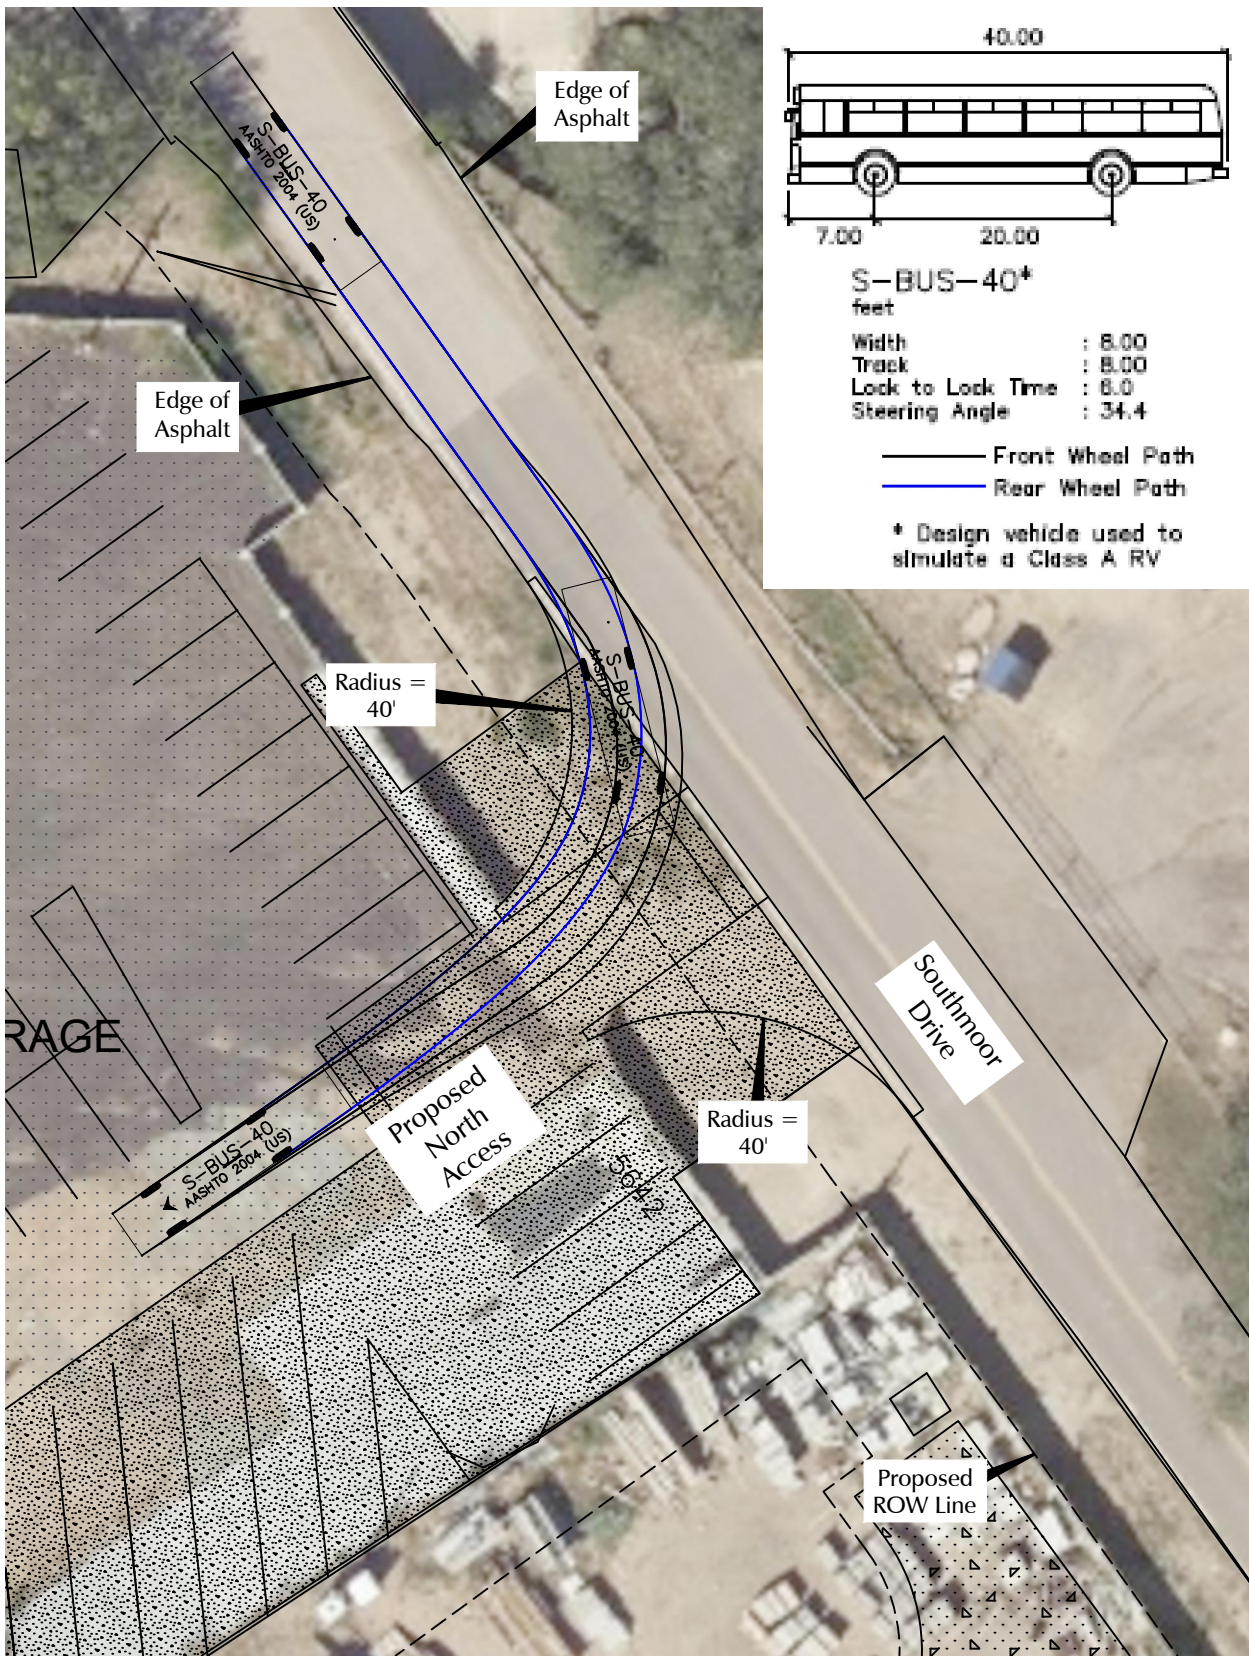 40.00
7.00
20.00
S-BUS-40*
feet
Width : 8.00
Track : 8.00
Lock to Lock Time : 6.0
Steering Angle : 34.4
Front Wheel Path
Rear Wheel Path
* Design vehicle used to
simulate a Class A RV
Edge of
Asphalt
S-BUS-40
AASHTO 2004 (US)
Edge of
Asphalt
Radius =
40'
S-BUS-40
AASHTO 2004 (US)
Southmoor
Drive
RAGE
Proposed
North
Access
Radius =
40'
S-BUS-40
AASHTO 2004 (US)
5642
Proposed
ROW Line